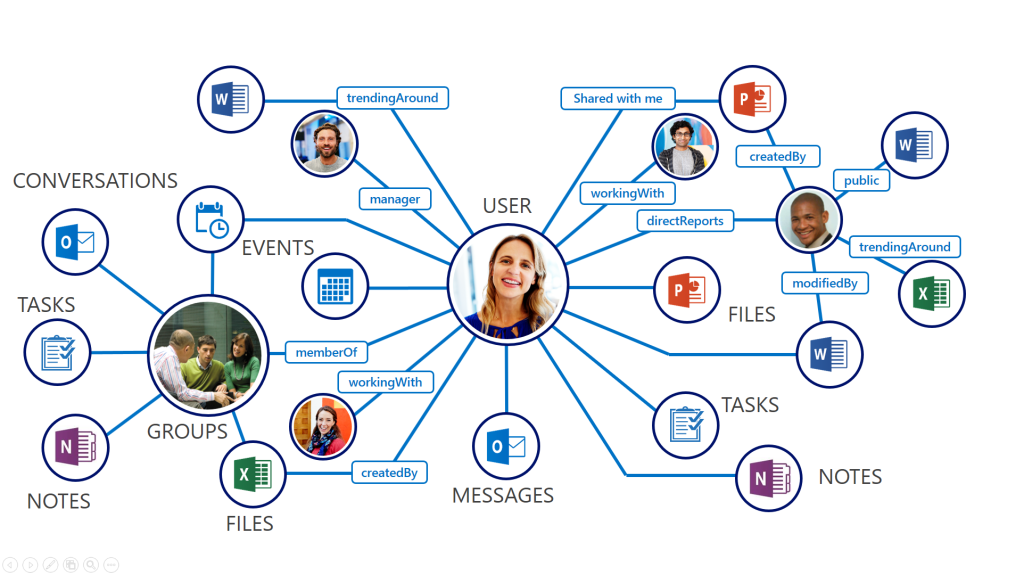 W
trendingAround
Shared with me
P
createdBy
W
CONVERSATIONS
manager
workingWith
public
USER
directReports
O
EVENTS
trendingAround
TASKS
modifiedBy
P
X
FILES
memberOf
W
workingWith
TASKS
GROUPS
N
O
createdBy
X
N
NOTES
NOTES
MESSAGES
FILES